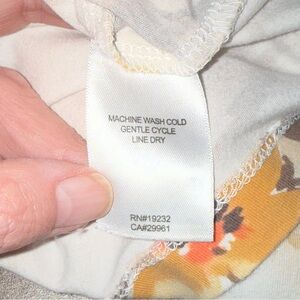 MACHINE WASH COLD
GENTLE CYCLE
LINE DRY
RN#19232
CA#29961